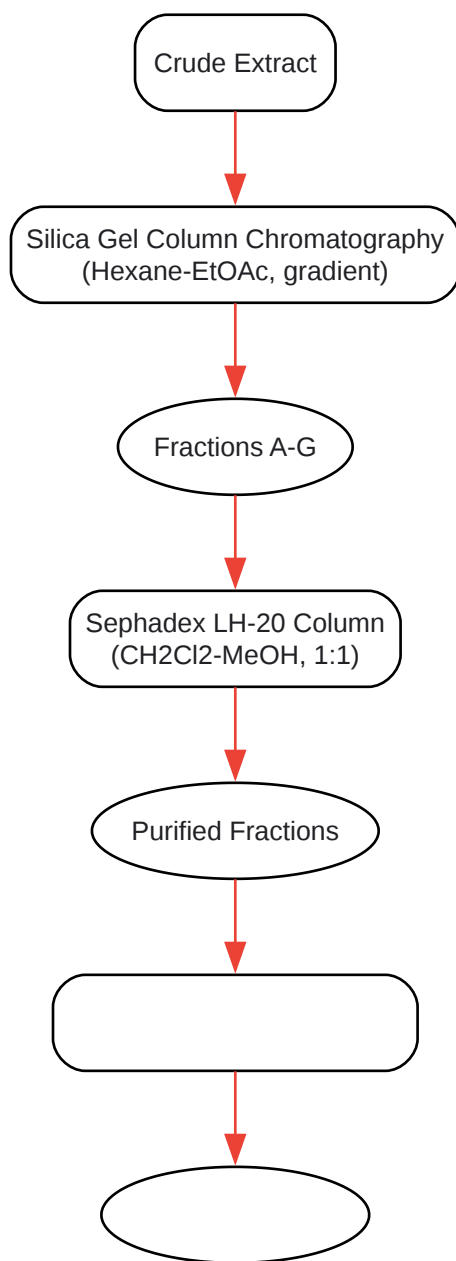 Crude Extract
Silica Gel Column Chromatography
(Hexane-EtOAc, gradient)
Fractions A-G
Sephadex LH-20 Column
(CH2Cl2-MeOH, 1:1)
Purified Fractions